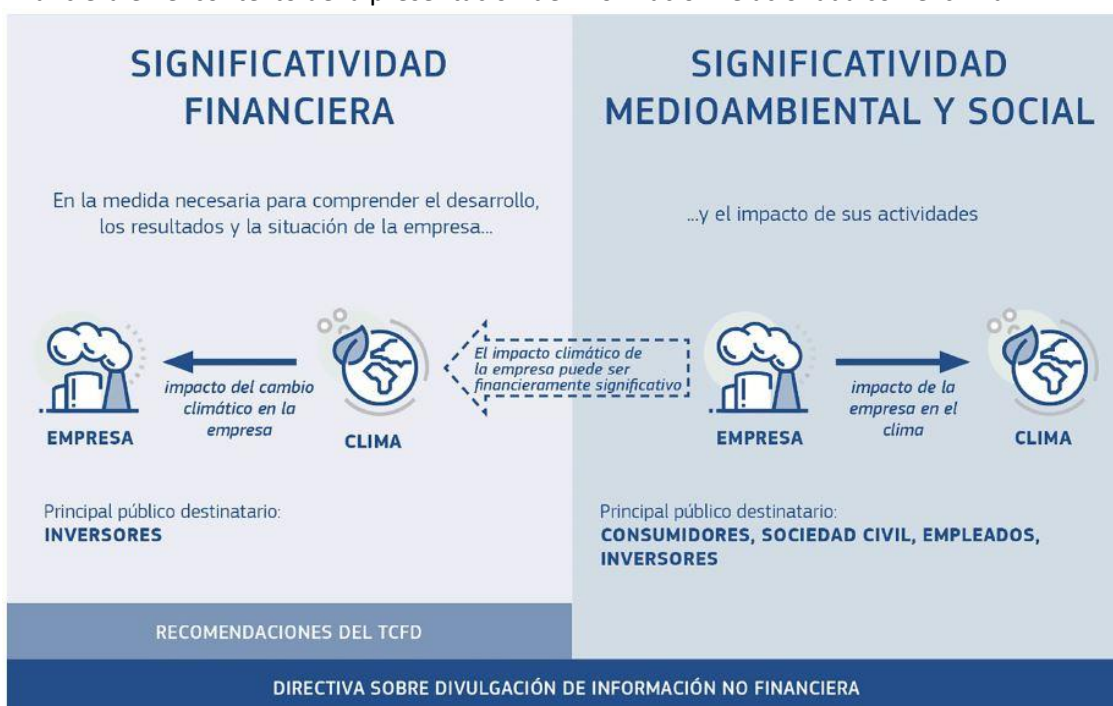 SIGNIFICATIVIDAD
FINANCIERA
En la medida necesaria para comprender el desarrollo,
los resultados y la situación de la empresa...
EMPRESA
impacto del cambio
climático en la
empresa
CLIMA
Principal público destinatario:
INVERSORES
RECOMENDACIONES DEL TCFD
El impacto climático de
la empresa puede ser
financieramente significativo
SIGNIFICATIVIDAD
MEDIOAMBIENTAL Y SOCIAL
...y el impacto de sus actividades
EMPRESA
impacto de la
empresa en el
clima
CLIMA
Principal público destinatario:
CONSUMIDORES, SOCIEDAD CIVIL, EMPLEADOS,
INVERSORES
DIRECTIVA SOBRE DIVULGACIÓN DE INFORMACIÓN NO FINANCIERA